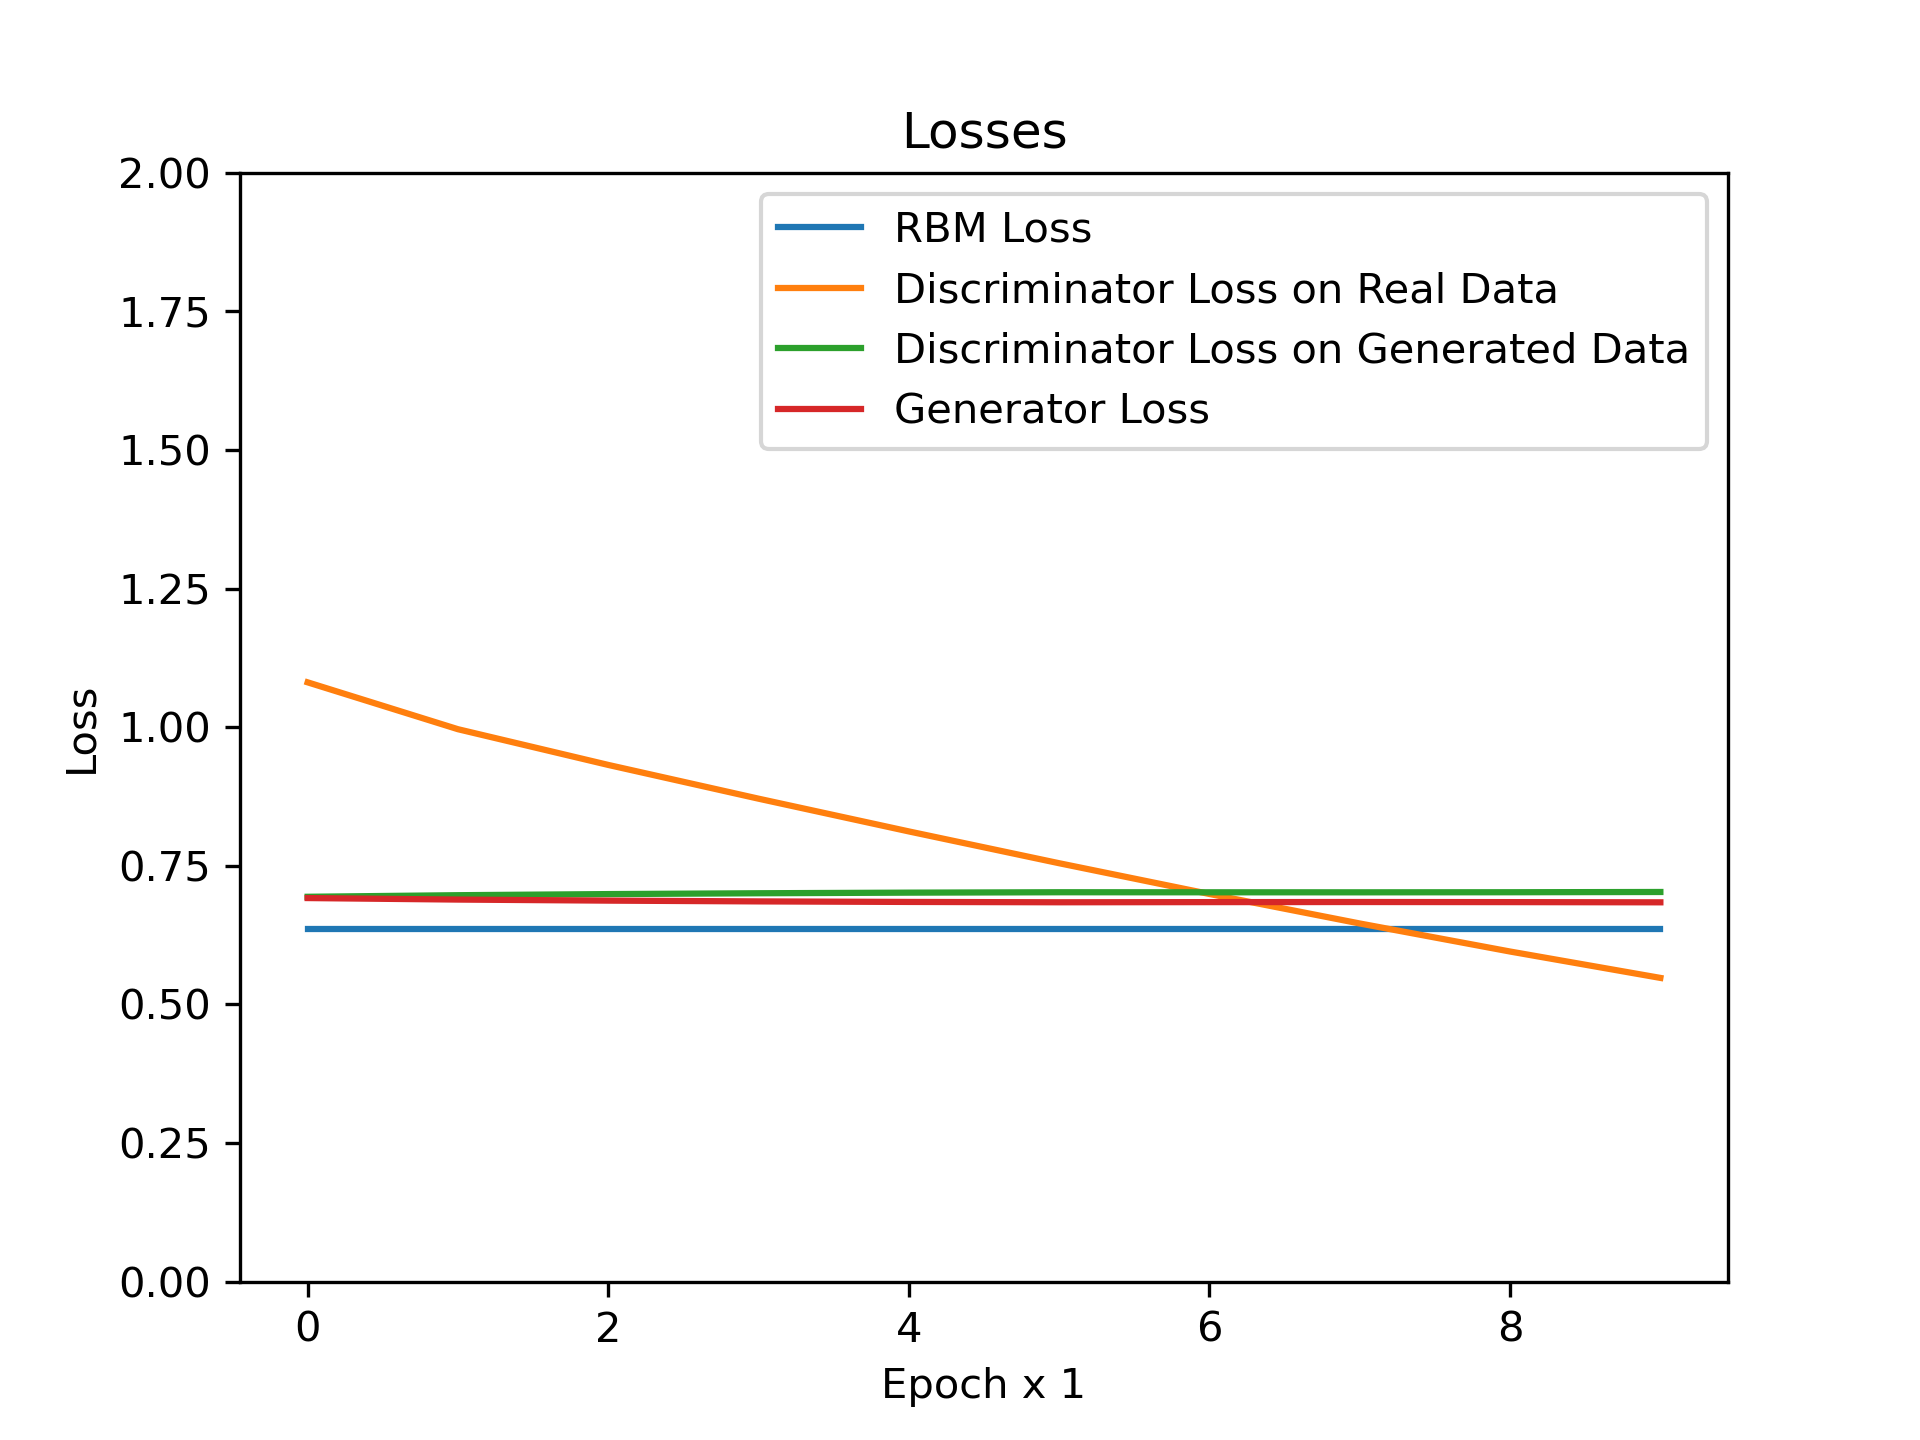 Losses
2.00
1.75
1.50
1.25
1.00
0.75
0.50
0.25
0.00
Loss
RBM Loss
Discriminator Loss on Real Data
Discriminator Loss on Generated Data
Generator Loss
0 2 4 6 8
Epoch x 1